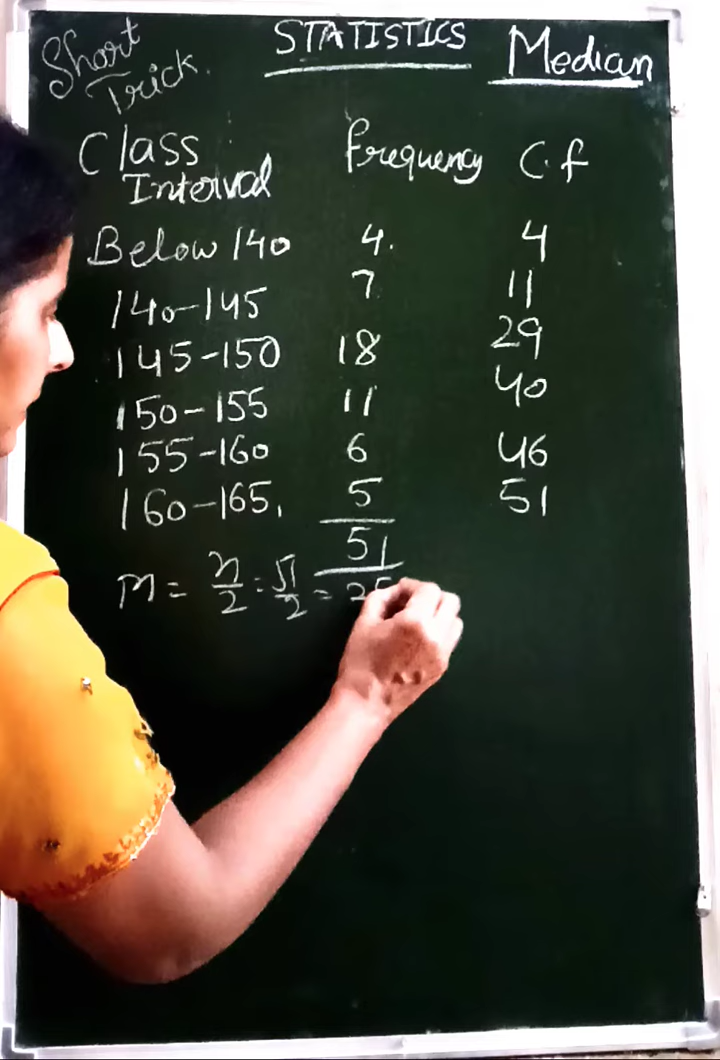 Short Trick. STATISTICS Median
Class Interval Frequency C.f
Below 140 4. 4
140-145 7 11
145-150 18 29
150-155 11 40
155-160 6 46
160-165, 5 51
51
M = n/2 = 51/2 = 25